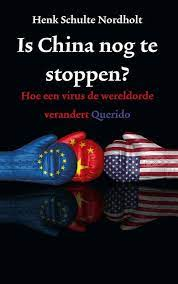 Henk Schulte Nordholt
Is China nog te
stoppen?
Hoe een virus de wereldorde
verandert Querido